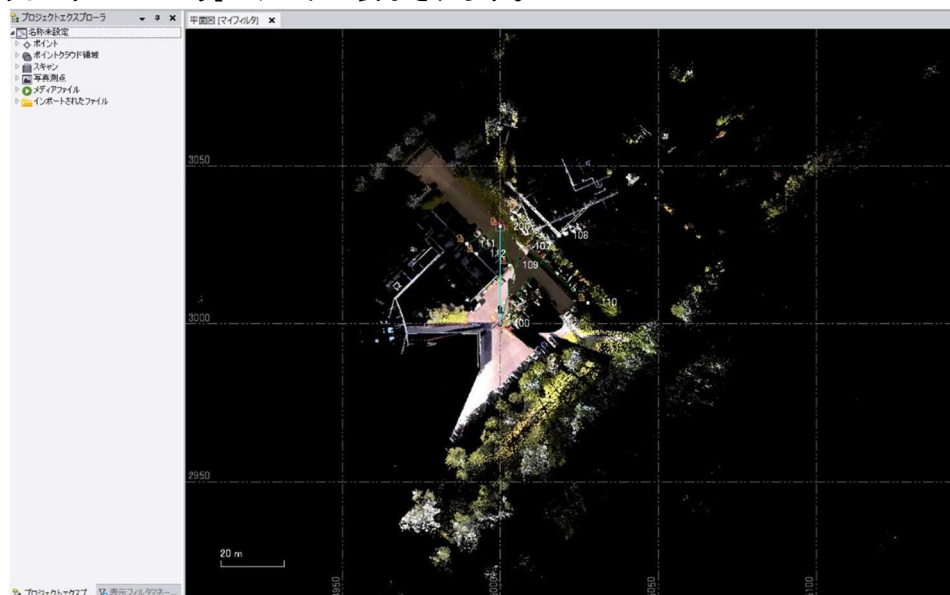 プロジェクトエクスプローラ
平面図 [マイフィルタ]
名称未設定
ポイント
ポイントクラウド領域
スキャン
写真測点
メディアファイル
インポートされたファイル
3050
108
107
111
112
109
110
3000
2950
20 m
プロジェクトエクスプ
表示フィルタマネー...